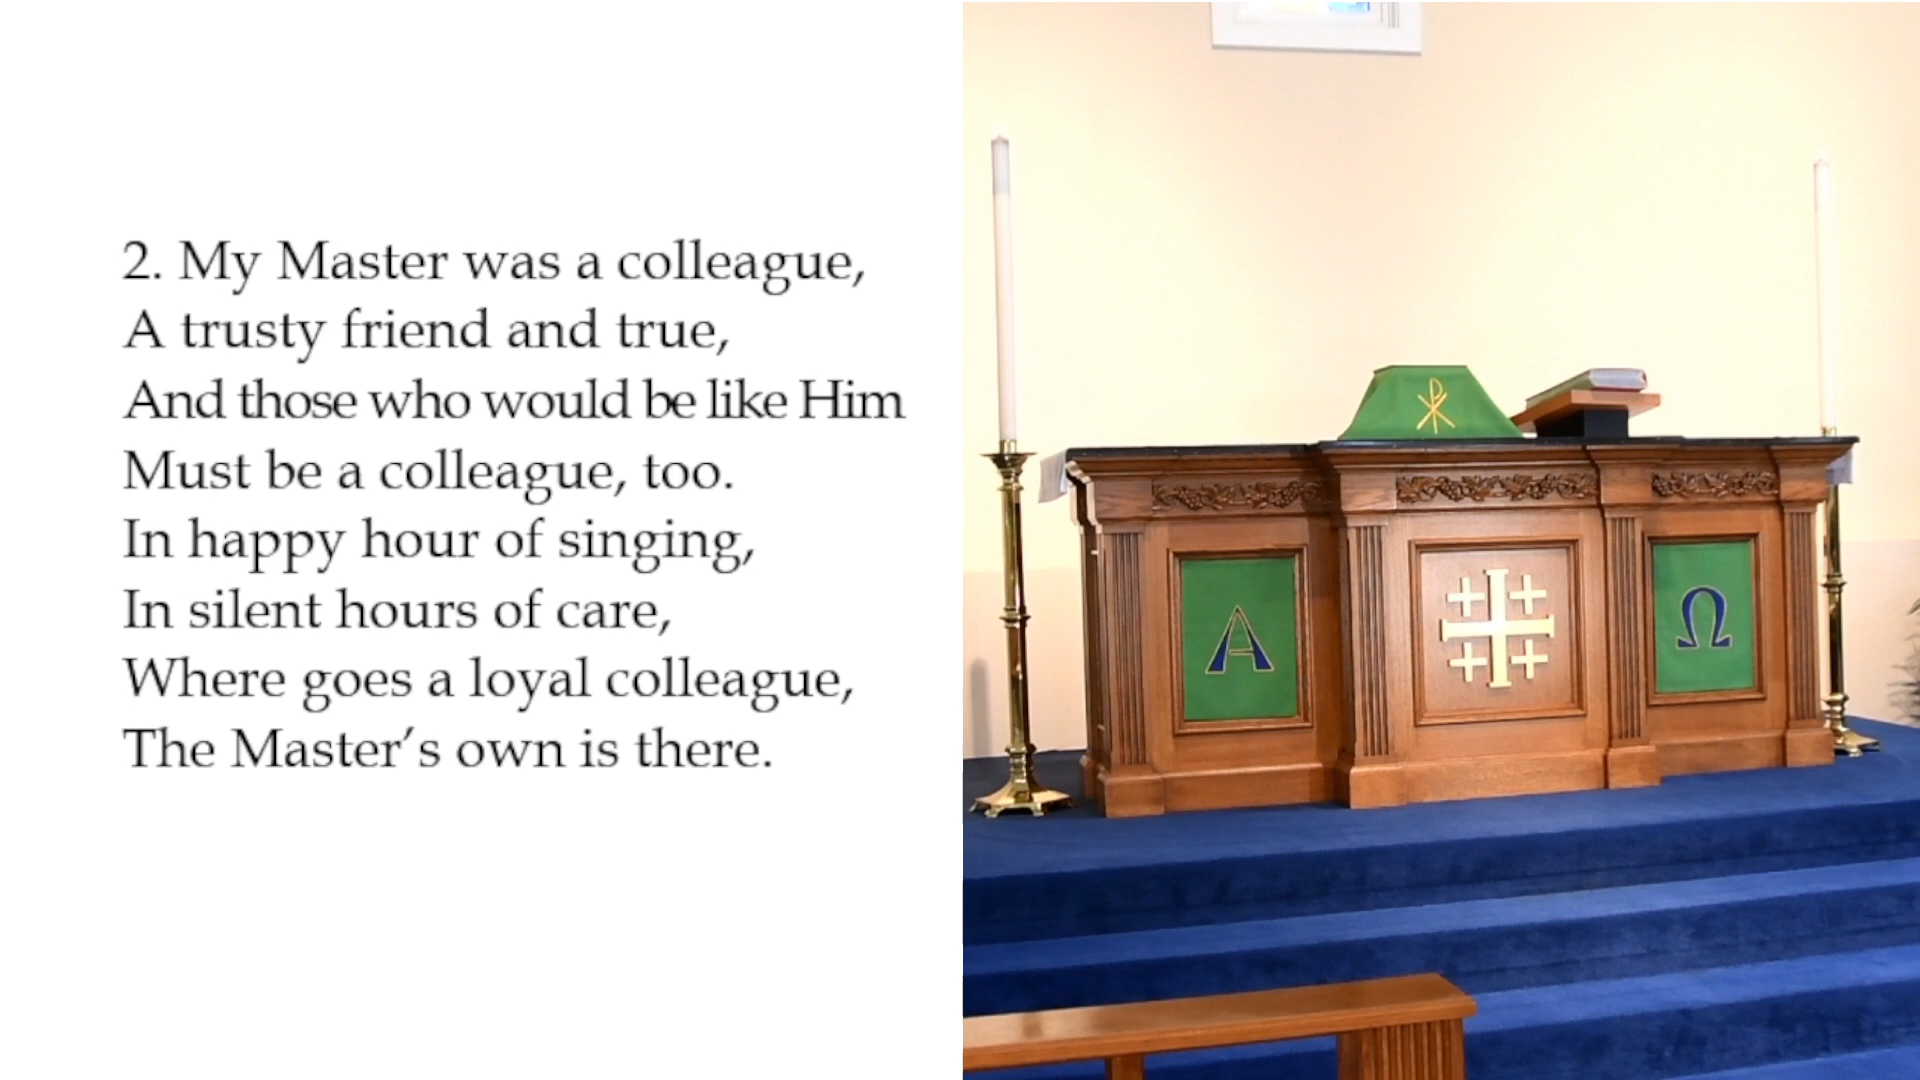 2. My Master was a colleague,
A trusty friend and true,
And those who would be like Him
Must be a colleague, too.
In happy hour of singing,
In silent hours of care,
Where goes a loyal colleague,
The Master’s own is there.
Α
Ω